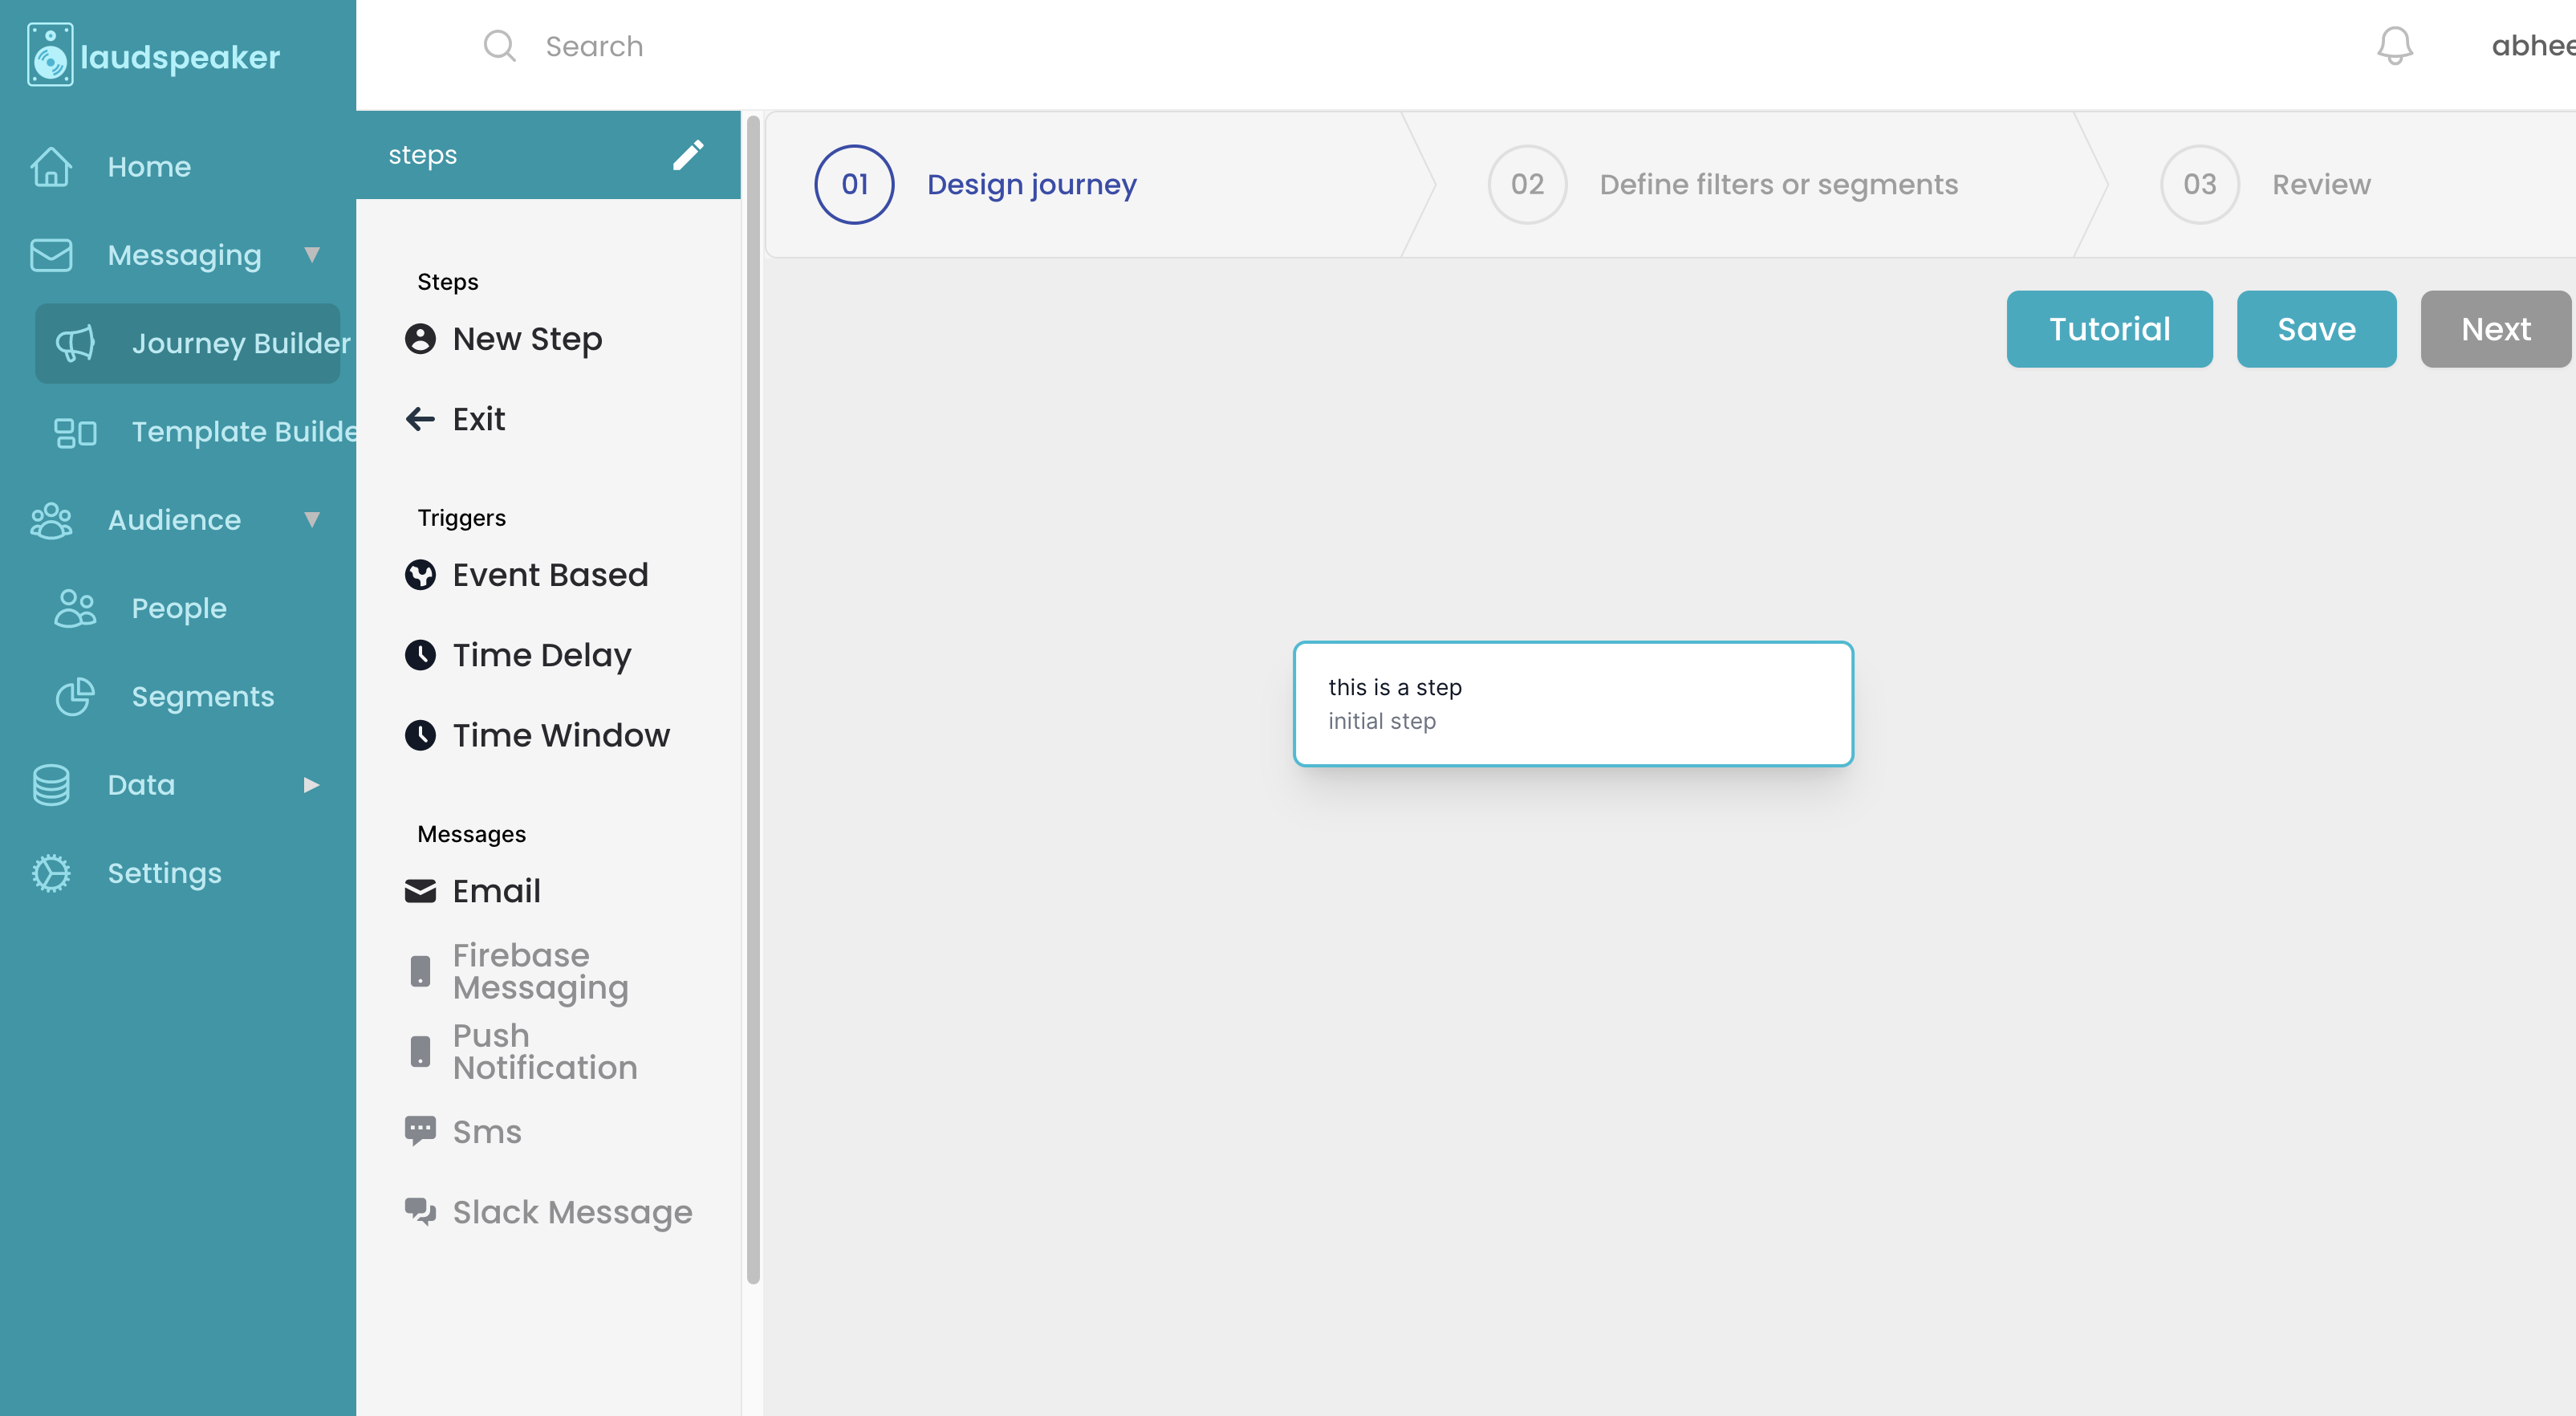 laudspeaker
Home
Messaging
Journey Builder
Template Builde
Audience
People
Segments
Data
Settings
Search
abhee
steps
Steps
New Step
Exit
Triggers
Event Based
Time Delay
Time Window
Messages
Email
Firebase
Messaging
Push
Notification
Sms
Slack Message
01 Design journey
02 Define filters or segments
03 Review
Tutorial
Save
Next
this is a step
initial step